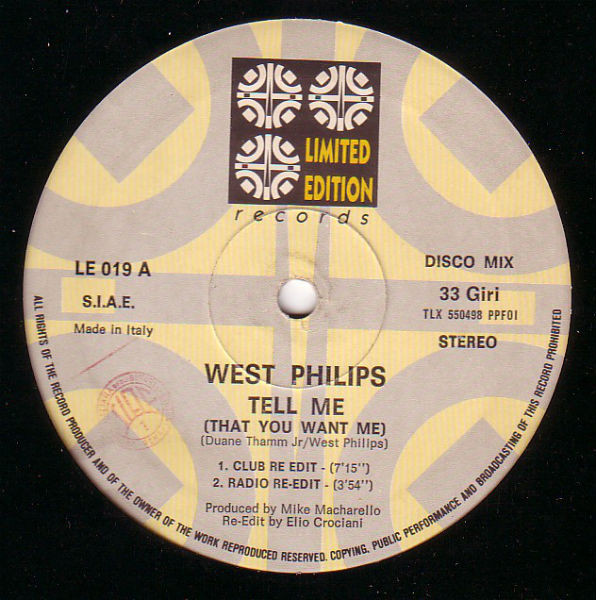 LIMITED
EDITION
records
LE 019 A
S.I.A.E.
Made in Italy
DISCO MIX
33 Giri
TLX 550498 PPFOI
STEREO
WEST PHILIPS
TELL ME
(THAT YOU WANT ME)
(Duane Thamm Jr/West Philips)
1. CLUB RE EDIT - (7'15'')
2. RADIO RE-EDIT - (3'54'')
Produced by Mike Macharello
Re-Edit by Elio Crociani
ALL RIGHTS OF THE RECORD PRODUCER AND OF THE OWNER OF THE WORK REPRODUCED RESERVED. COPYING, PUBLIC PERFORMANCE AND BROADCASTING OF THIS RECORD PROHIBITED